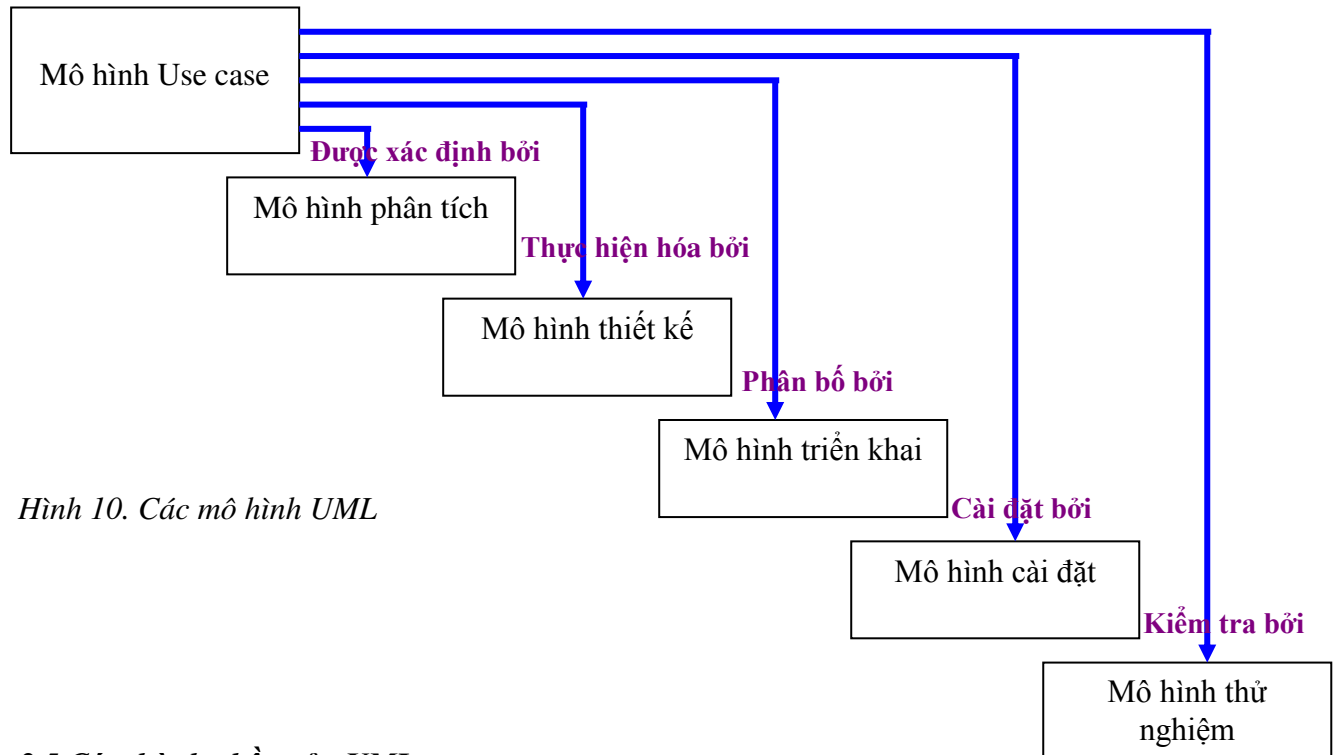 Mô hình Use case
Được xác định bởi
Mô hình phân tích
Thực hiện hóa bởi
Mô hình thiết kế
Phân bố bởi
Mô hình triển khai
Hình 10. Các mô hình UML
Cài đặt bởi
Mô hình cài đặt
Kiểm tra bởi
Mô hình thử
nghiệm